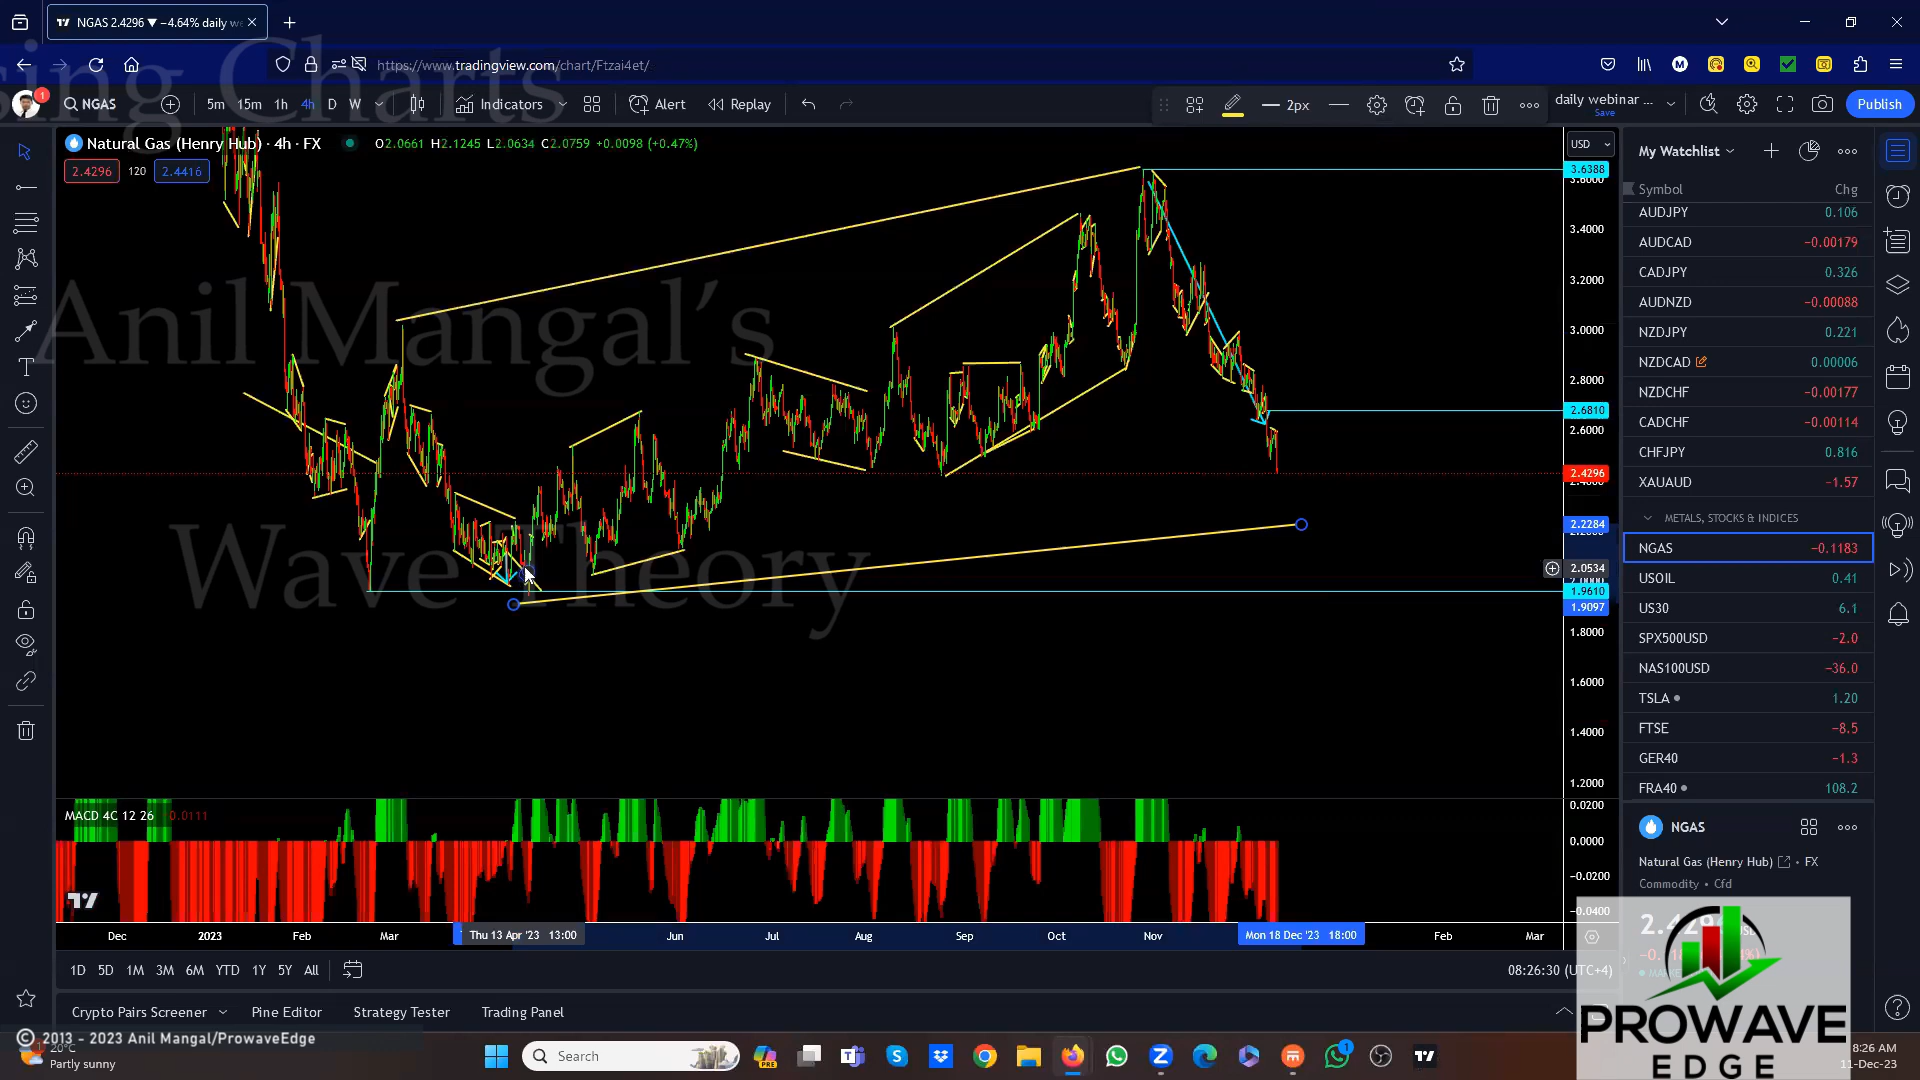 NGAS 2.4296 ▼ −4.64% daily w
https://www.tradingview.com/chart/Ftzai4et/
sing Charts
1
NGAS
5m 15m 1h 4h D W
Indicators
Alert
Replay
2px
daily webinar ...
Save
Publish
Natural Gas (Henry Hub) · 4h · FX
O2.0661 H2.1245 L2.0634 C2.0759 +0.0098 (+0.47%)
2.4296 120 2.4416
USD
3.6388
3.6000
3.4000
3.2000
3.0000
2.8000
2.6810
2.6000
2.4296
2.4000
2.2284
2.0534
2.0000
1.9610
1.9097
1.8000
1.6000
1.4000
1.2000
Anil Mangal's
Wave Theory
MACD 4C 12 26 0.0111
0.0200
0.0000
−0.0200
−0.0400
Dec 2023 Feb Mar Thu 13 Apr '23 13:00 Jun Jul Aug Sep Oct Nov Mon 18 Dec '23 18:00 Feb Mar
1D 5D 1M 3M 6M YTD 1Y 5Y All
08:26:30 (UTC+4)
Crypto Pairs Screener Pine Editor Strategy Tester Trading Panel
My Watchlist
Symbol Chg
AUDJPY 0.106
AUDCAD −0.00179
CADJPY 0.326
AUDNZD −0.00088
NZDJPY 0.221
NZDCAD 0.00006
NZDCHF −0.00177
CADCHF −0.00114
CHFJPY 0.816
XAUAUD −1.57
METALS, STOCKS & INDICES
NGAS −0.1183
USOIL 0.41
US30 6.1
SPX500USD −2.0
NAS100USD −36.0
TSLA 1.20
FTSE −8.5
GER40 −1.3
FRA40 108.2
NGAS
Natural Gas (Henry Hub) • FX
Commodity • Cfd
PROWAVE
EDGE
© 2013 - 2023 Anil Mangal/ProwaveEdge
20°C
Partly sunny
Search
PRE
1
8:26 AM
11-Dec-23